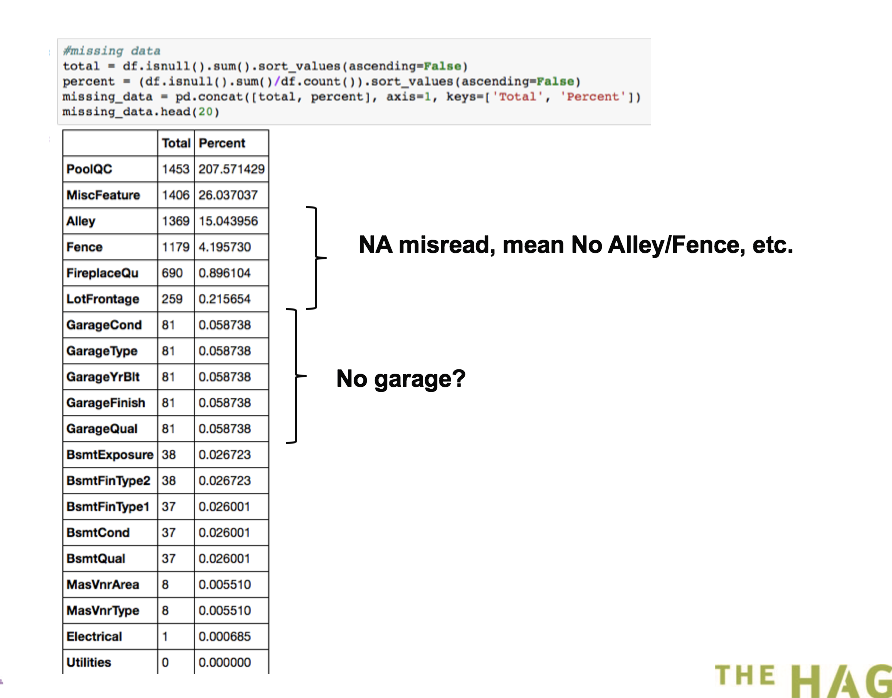 #missing data
total = df.isnull().sum().sort_values(ascending=False)
percent = (df.isnull().sum()/df.count()).sort_values(ascending=False)
missing_data = pd.concat([total, percent], axis=1, keys=['Total', 'Percent'])
missing_data.head(20)
Total Percent
PoolQC 1453 207.571429
MiscFeature 1406 26.037037
Alley 1369 15.043956
Fence 1179 4.195730
FireplaceQu 690 0.896104
LotFrontage 259 0.215654
NA misread, mean No Alley/Fence, etc.
GarageCond 81 0.058738
GarageType 81 0.058738
GarageYrBlt 81 0.058738
GarageFinish 81 0.058738
GarageQual 81 0.058738
No garage?
BsmtExposure 38 0.026723
BsmtFinType2 38 0.026723
BsmtFinType1 37 0.026001
BsmtCond 37 0.026001
BsmtQual 37 0.026001
MasVnrArea 8 0.005510
MasVnrType 8 0.005510
Electrical 1 0.000685
Utilities 0 0.000000
THE HAG